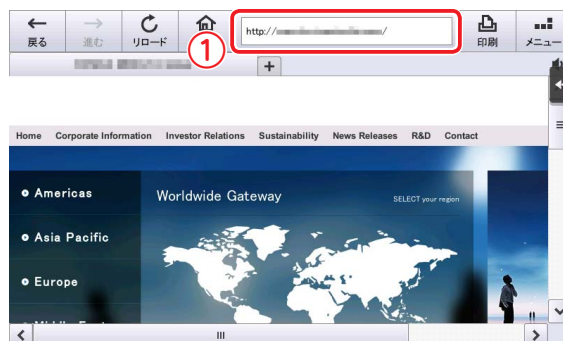 戻る 進む リロード 印刷 メニュー
①
http:// /
+
Home Corporate Information Investor Relations Sustainability News Releases R&D Contact
Americas Worldwide Gateway SELECT your region
Asia Pacific
Europe